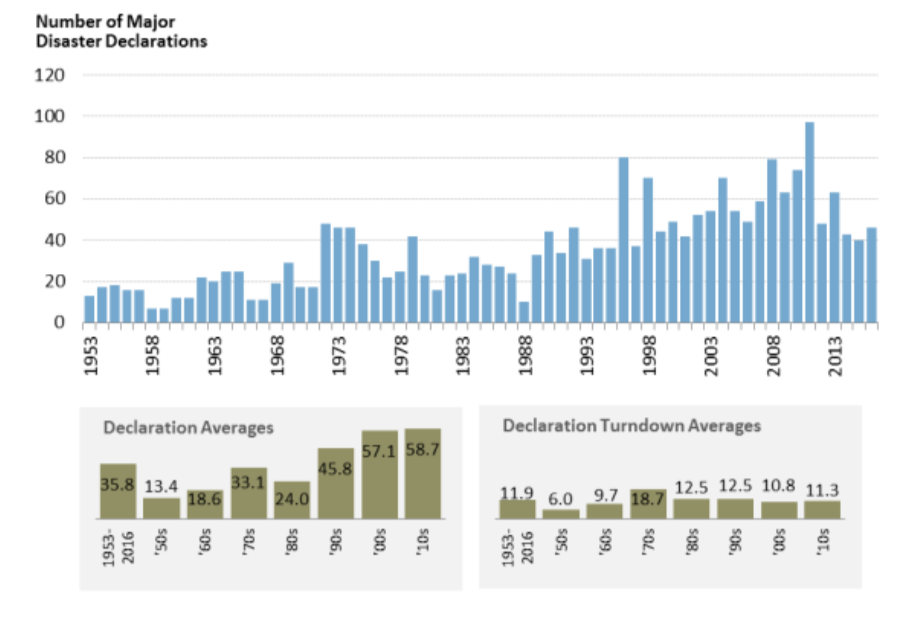 Number of Major
Disaster Declarations
120
100
80
60
40
20
0
1953
1958
1963
1968
1973
1978
1983
1988
1993
1998
2003
2008
2013
Declaration Averages
35.8
13.4
18.6
33.1
24.0
45.8
57.1
58.7
1953-
2016
'50s
'60s
'70s
'80s
'90s
'00s
'10s
Declaration Turndown Averages
11.9
6.0
9.7
18.7
12.5
12.5
10.8
11.3
1953-
2016
'50s
'60s
'70s
'80s
'90s
'00s
'10s